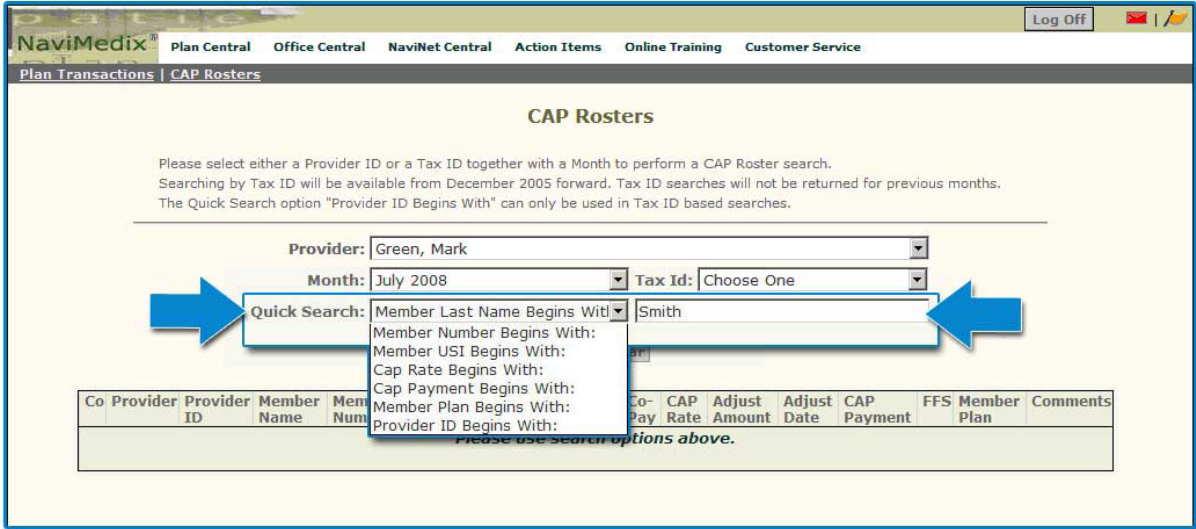 Log Off
|
NaviMedix® Plan Central Office Central NaviNet Central Action Items Online Training Customer Service
Plan Transactions | CAP Rosters
CAP Rosters
Please select either a Provider ID or a Tax ID together with a Month to perform a CAP Roster search.
Searching by Tax ID will be available from December 2005 forward. Tax ID searches will not be returned for previous months.
The Quick Search option "Provider ID Begins With" can only be used in Tax ID based searches.
Provider: Green, Mark
Month: July 2008 Tax Id: Choose One
Quick Search: Member Last Name Begins With Smith
Member Number Begins With:
Member USI Begins With:
Cap Rate Begins With:
Cap Payment Begins With:
Member Plan Begins With:
Provider ID Begins With:
Co Provider Provider Member Co- CAP Adjust Adjust CAP FFS Member Comments
ID Name Pay Rate Amount Date Payment Plan
Please use search options above.